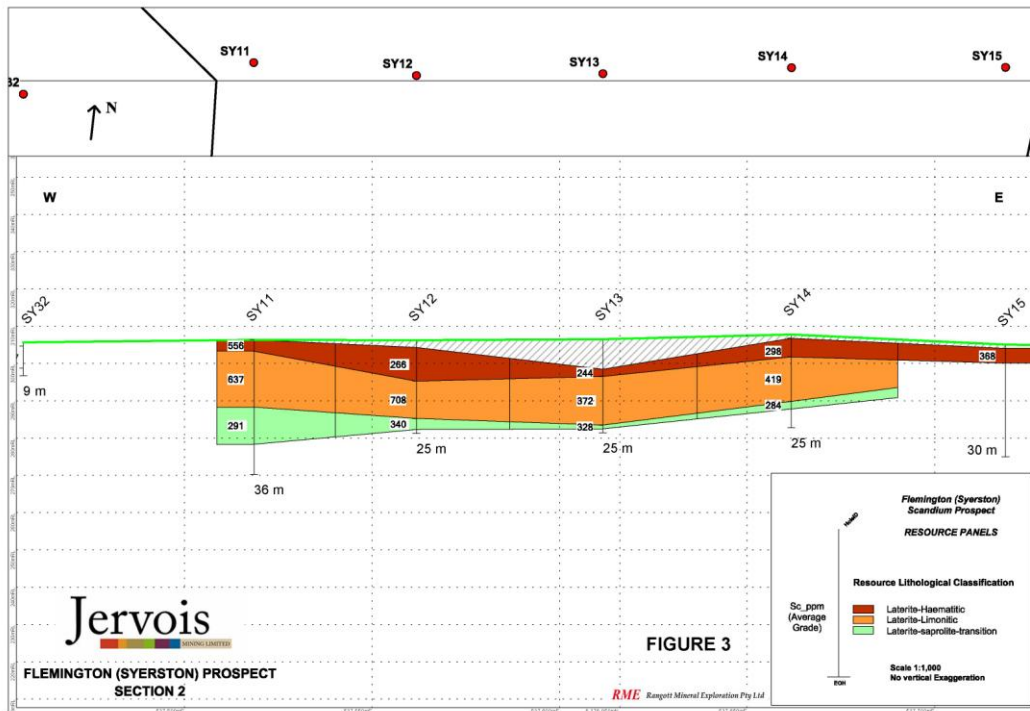 SY11
SY12
SY13
SY14
SY15
32
N
W
E
SY32
SY11
SY12
SY13
SY14
SY15
556
266
298
368
244
637
419
708
372
284
291
340
328
9 m
25 m
25 m
25 m
30 m
36 m
Flemington (Syerston)
Scandium Prospect
RESOURCE PANELS
HoleID
Resource Lithological Classification
Sc_ppm
(Average
Grade)
Laterite-Haematitic
Laterite-Limonitic
Laterite-saprolite-transition
Scale 1:1,000
No vertical Exaggeration
EOH
Jervois
MINING LIMITED
FIGURE 3
FLEMINGTON (SYERSTON) PROSPECT
SECTION 2
RME Rangott Mineral Exploration Pty Ltd